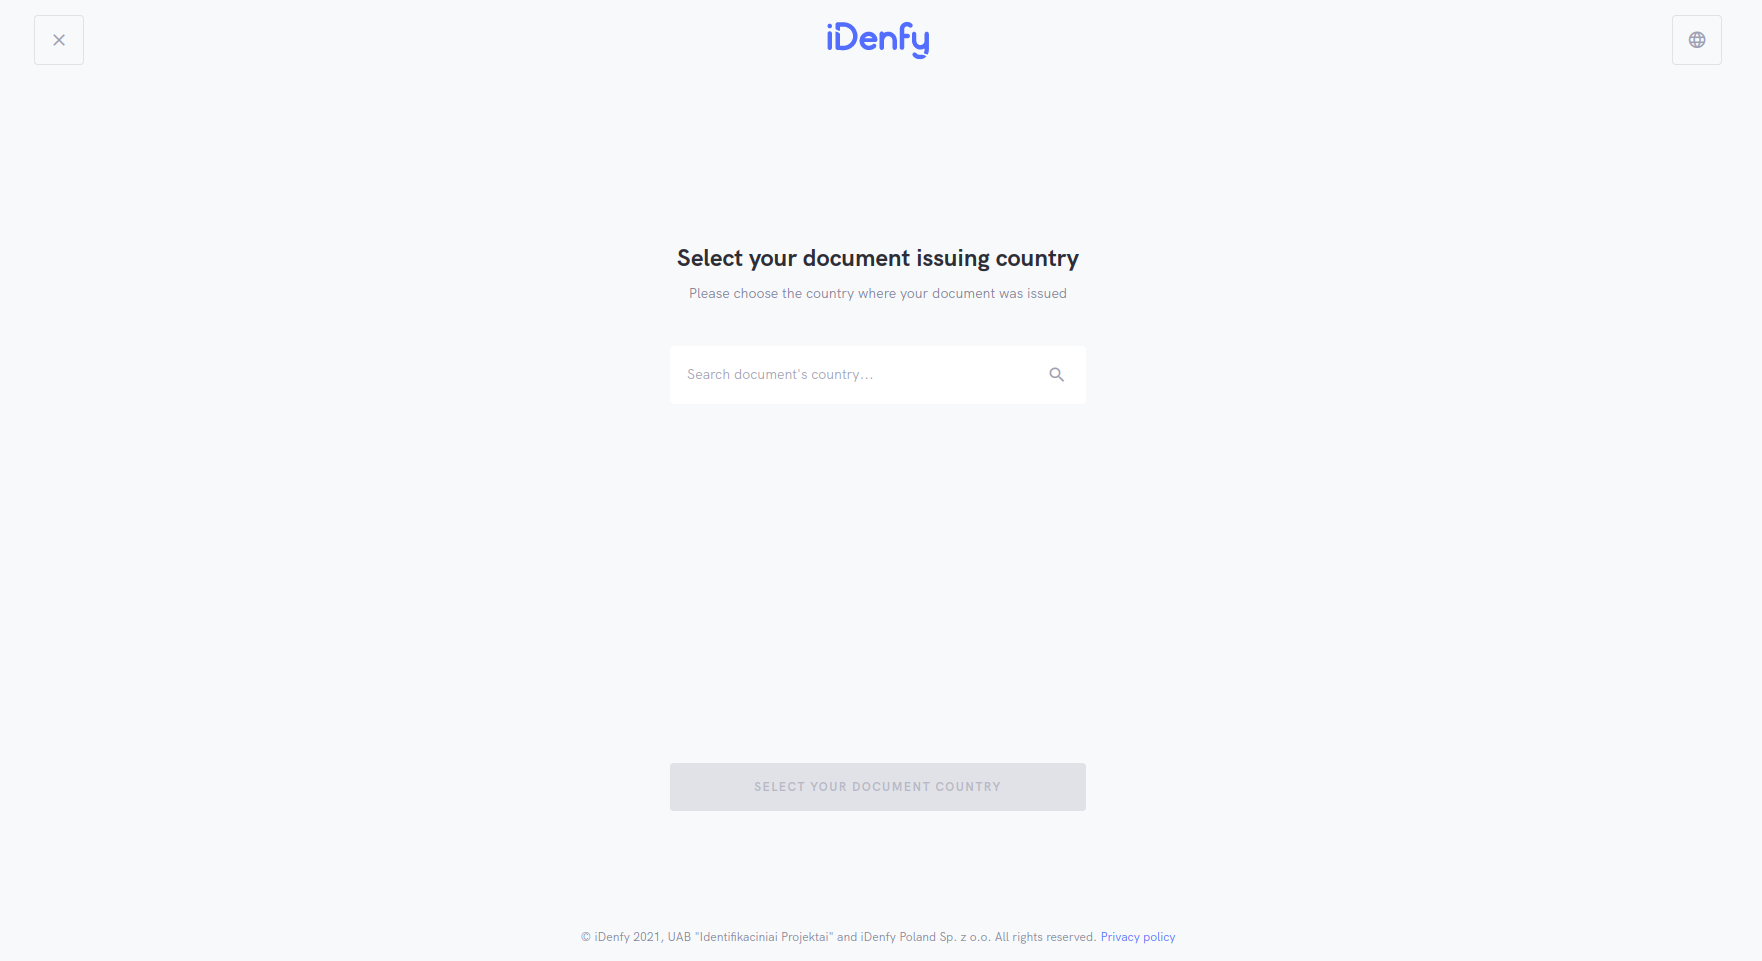 iDenfy
Select your document issuing country
Please choose the country where your document was issued
Search document's country...
SELECT YOUR DOCUMENT COUNTRY
© iDenfy 2021, UAB "Identifikaciniai Projektai" and iDenfy Poland Sp. z o.o. All rights reserved. Privacy policy